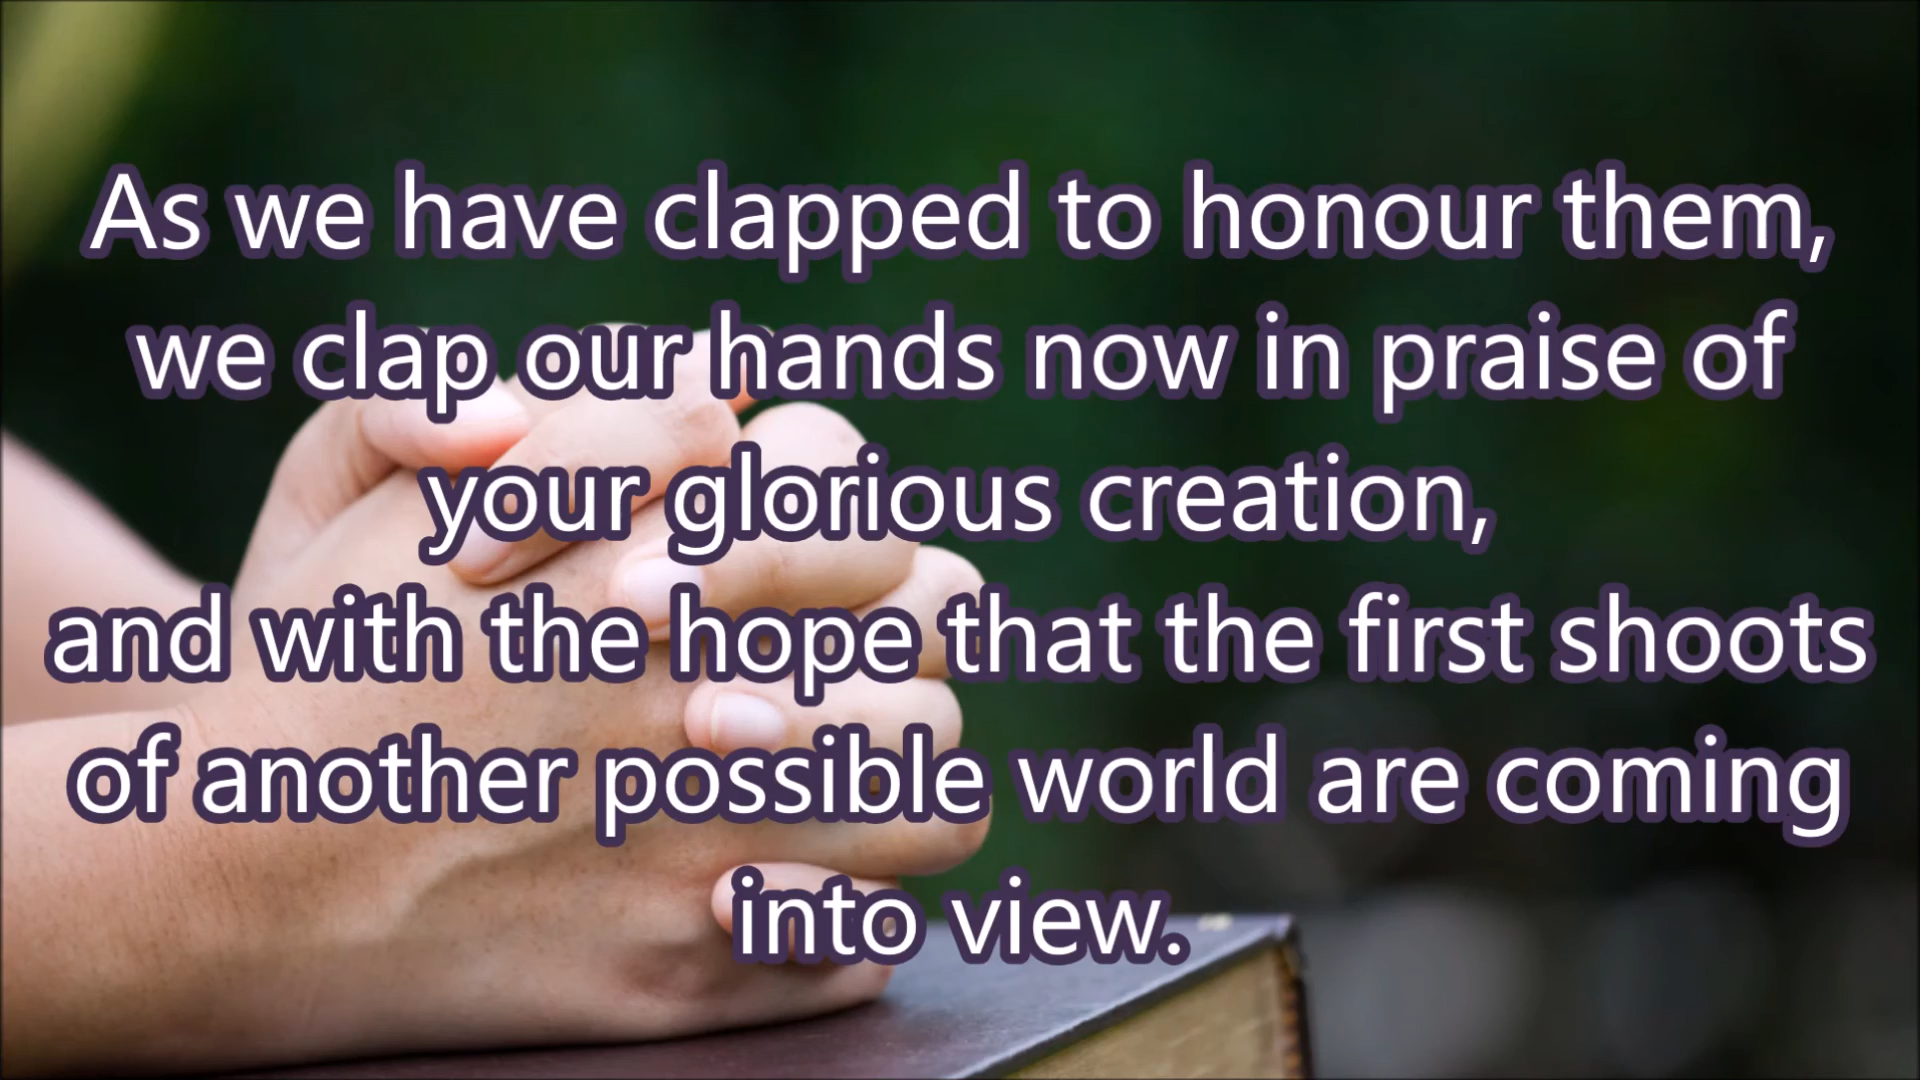 As we have clapped to honour them,
we clap our hands now in praise of
your glorious creation,
and with the hope that the first shoots
of another possible world are coming
into view.